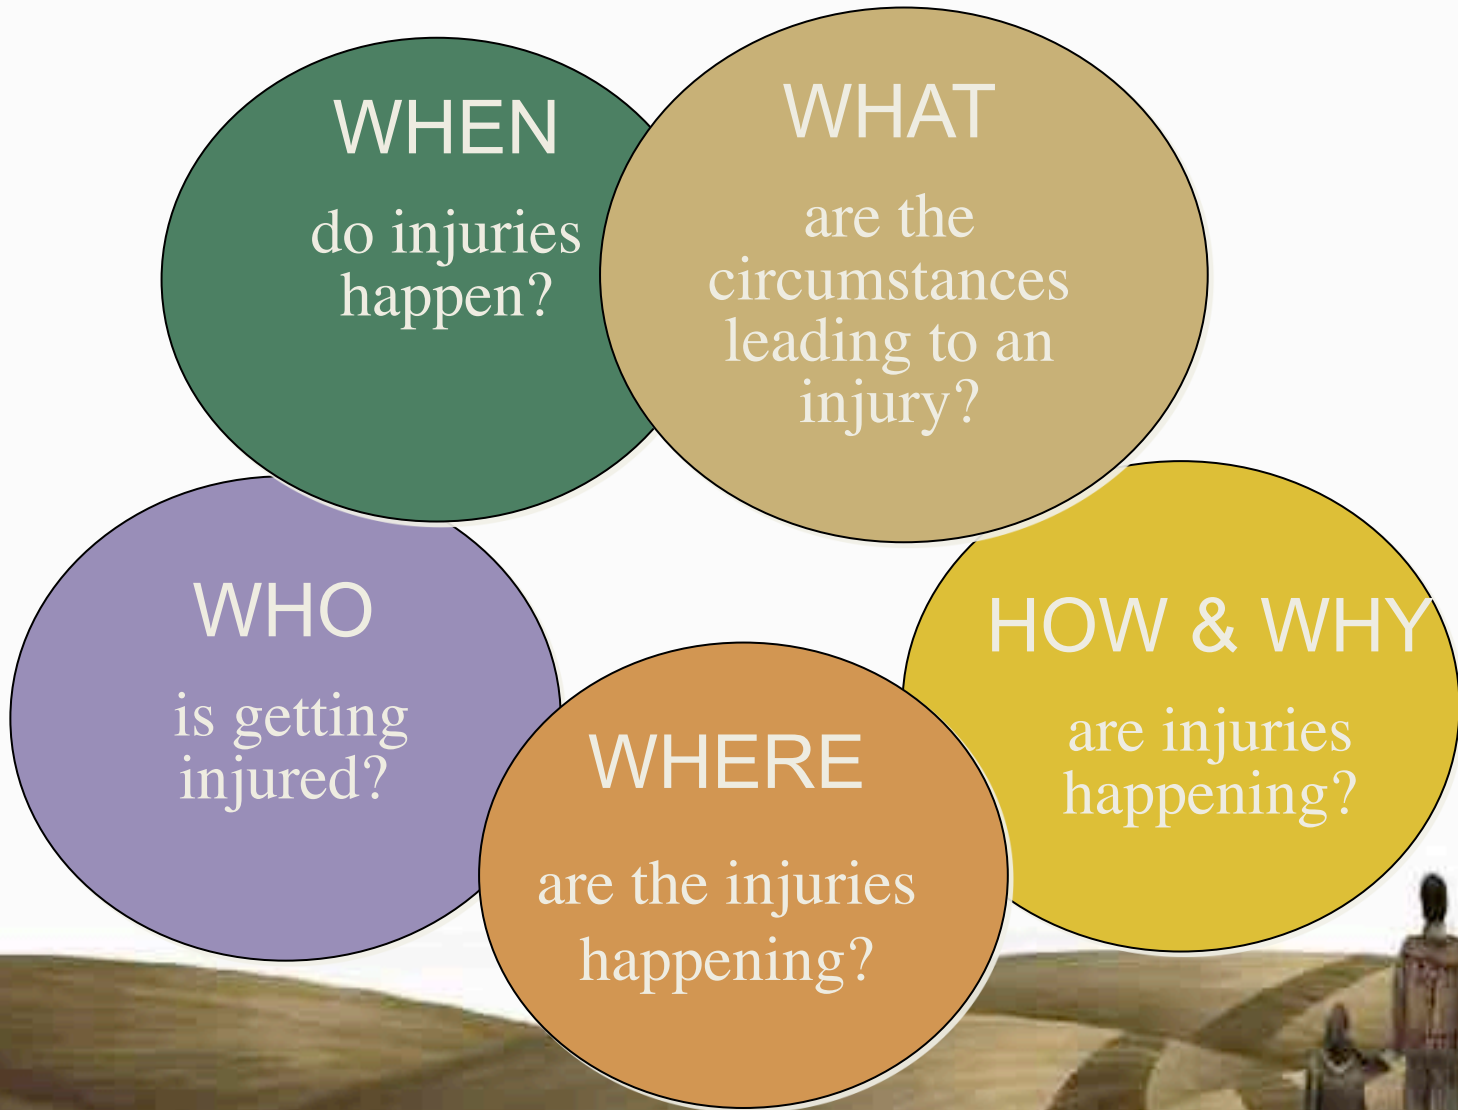 WHEN
do injuries
happen?
WHAT
are the
circumstances
leading to an
injury?
WHO
is getting
injured?
WHERE
are the injuries
happening?
HOW & WHY
are injuries
happening?